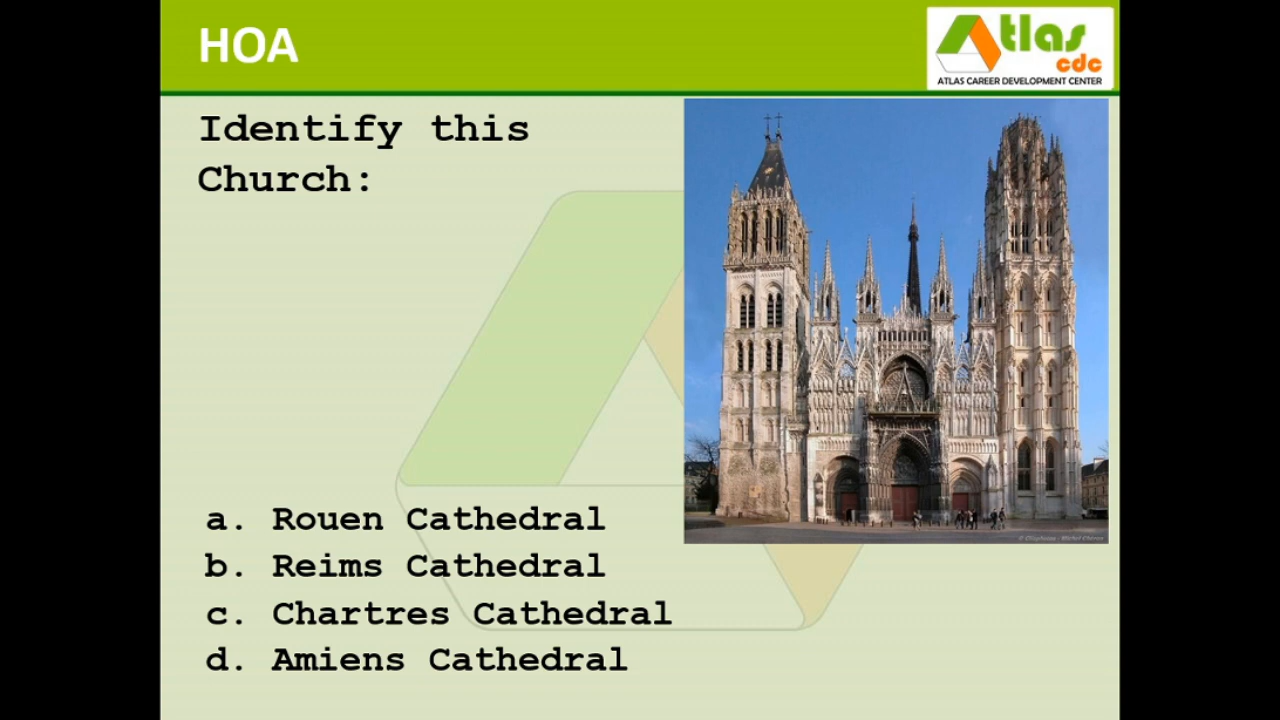 HOA
Atlas
cdc
ATLAS CAREER DEVELOPMENT CENTER
Identify this
Church:
a. Rouen Cathedral
b. Reims Cathedral
c. Chartres Cathedral
d. Amiens Cathedral